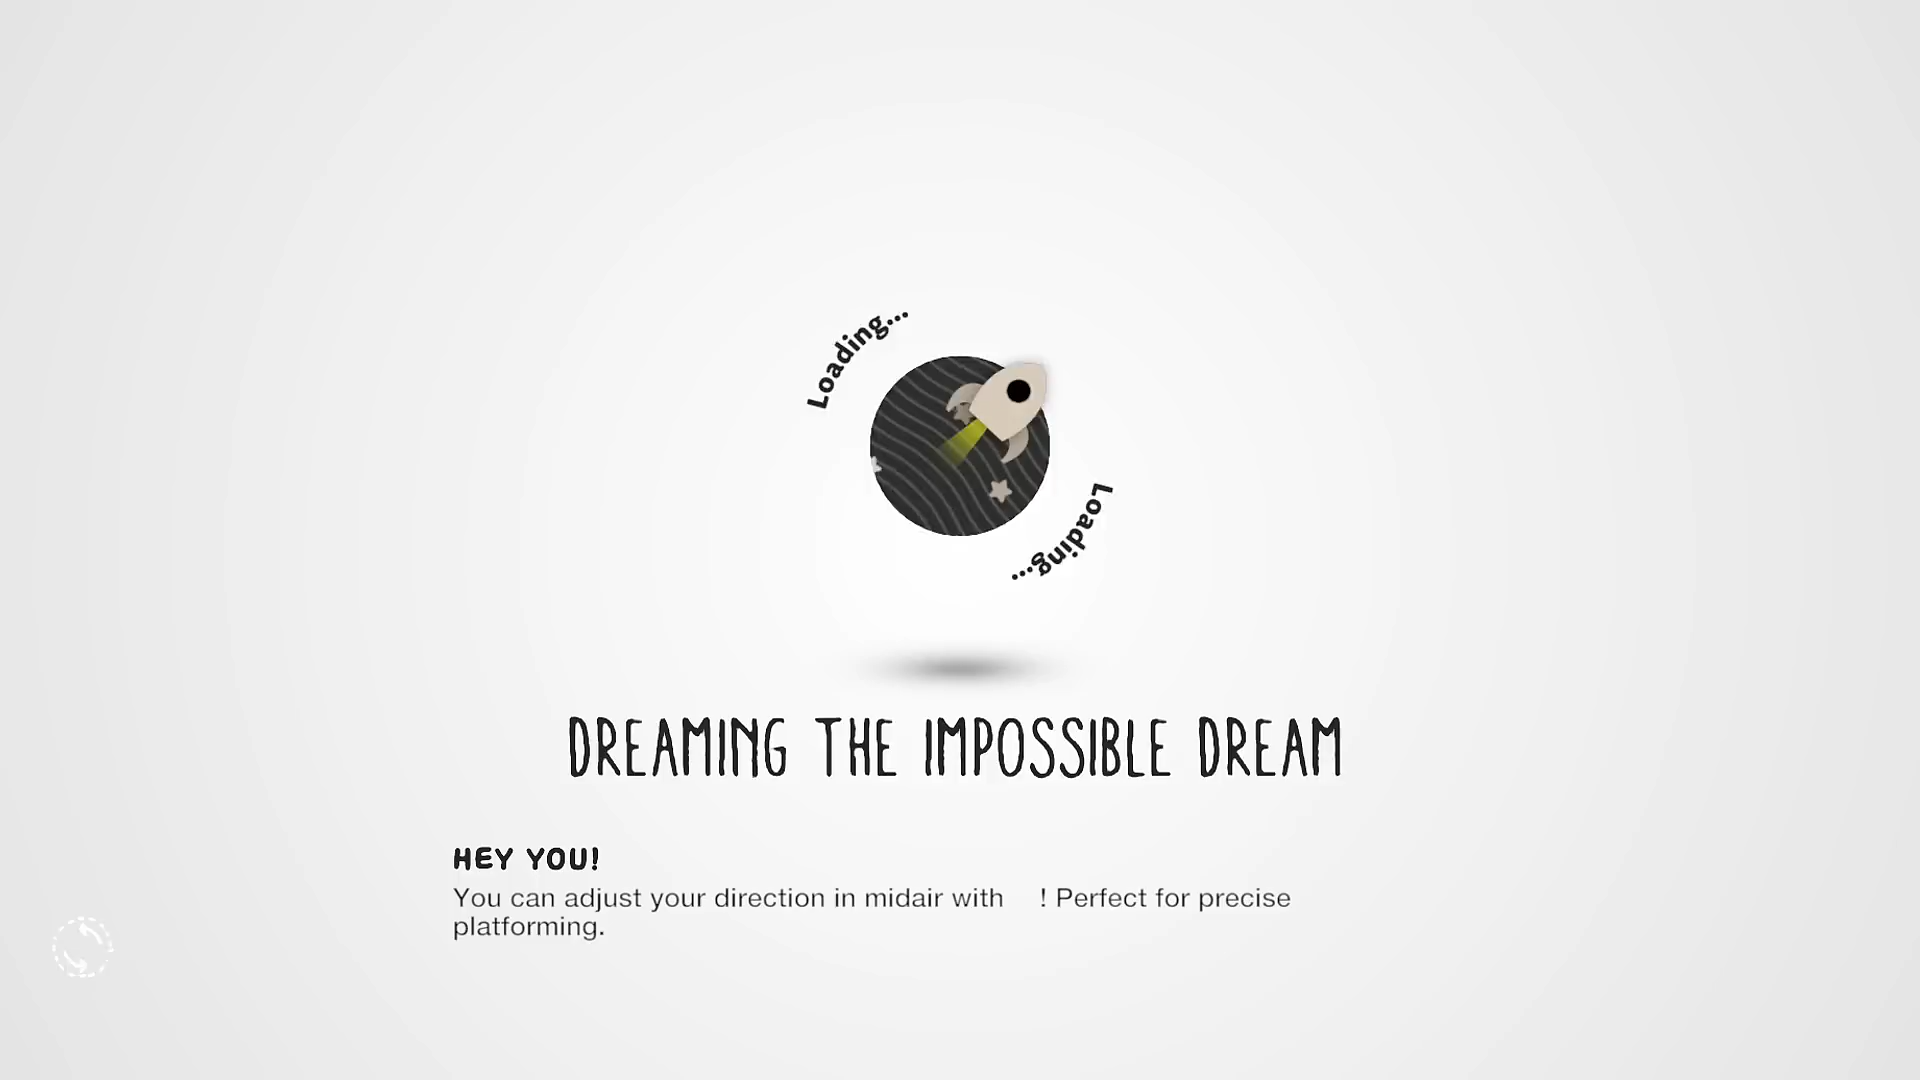 Loading...
Loading...
DREAMING THE IMPOSSIBLE DREAM
HEY YOU!
You can adjust your direction in midair with ! Perfect for precise
platforming.